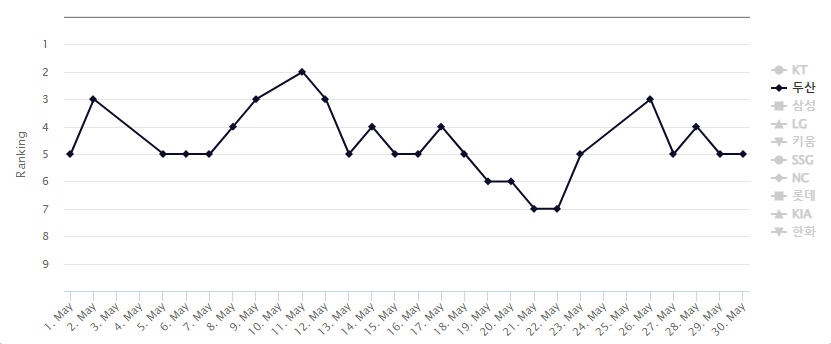 Ranking
1
2
3
4
5
6
7
8
9
1. May
2. May
3. May
4. May
5. May
6. May
7. May
8. May
9. May
10. May
11. May
12. May
13. May
14. May
15. May
16. May
17. May
18. May
19. May
20. May
21. May
22. May
23. May
24. May
25. May
26. May
27. May
28. May
29. May
30. May
KT
두산
삼성
LG
키움
SSG
NC
롯데
KIA
한화